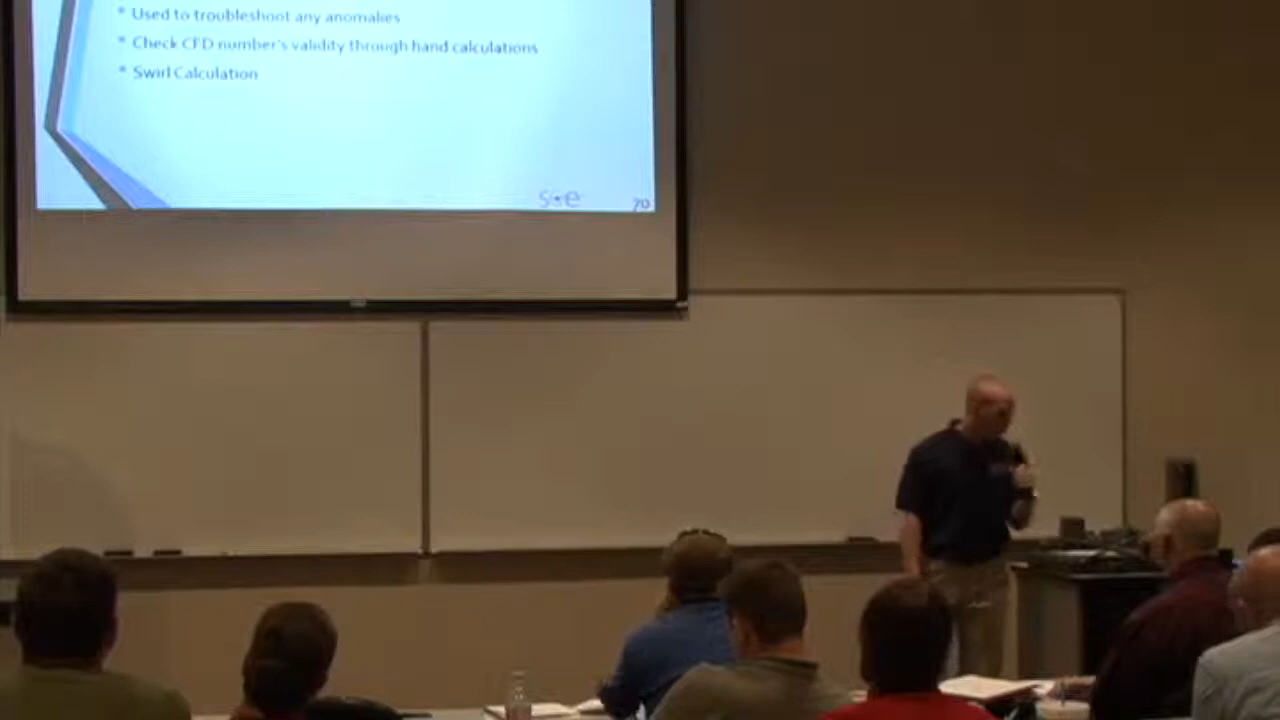 * Used to troubleshoot any anomalies
* Check CFD number's validity through hand calculations
* Swirl Calculation
70